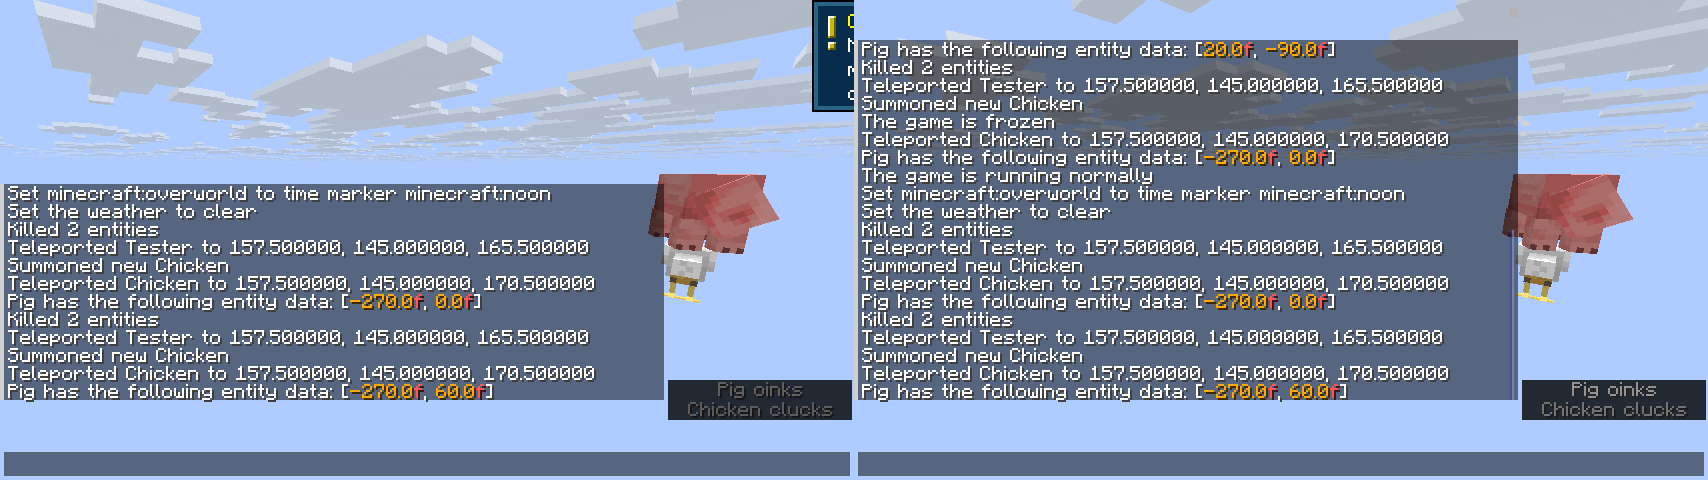 Set minecraft:overworld to time marker minecraft:noon
Set the weather to clear
Killed 2 entities
Teleported Tester to 157.500000, 145.000000, 165.500000
Summoned new Chicken
Teleported Chicken to 157.500000, 145.000000, 170.500000
Pig has the following entity data: [-270.0f, 0.0f]
Killed 2 entities
Teleported Tester to 157.500000, 145.000000, 165.500000
Summoned new Chicken
Teleported Chicken to 157.500000, 145.000000, 170.500000
Pig has the following entity data: [-270.0f, 60.0f]
Pig oinks
Chicken clucks
Pig has the following entity data: [20.0f, -90.0f]
Killed 2 entities
Teleported Tester to 157.500000, 145.000000, 165.500000
Summoned new Chicken
The game is frozen
Teleported Chicken to 157.500000, 145.000000, 170.500000
Pig has the following entity data: [-270.0f, 0.0f]
The game is running normally
Set minecraft:overworld to time marker minecraft:noon
Set the weather to clear
Killed 2 entities
Teleported Tester to 157.500000, 145.000000, 165.500000
Summoned new Chicken
Teleported Chicken to 157.500000, 145.000000, 170.500000
Pig has the following entity data: [-270.0f, 0.0f]
Killed 2 entities
Teleported Tester to 157.500000, 145.000000, 165.500000
Summoned new Chicken
Teleported Chicken to 157.500000, 145.000000, 170.500000
Pig has the following entity data: [-270.0f, 60.0f]
Pig oinks
Chicken clucks